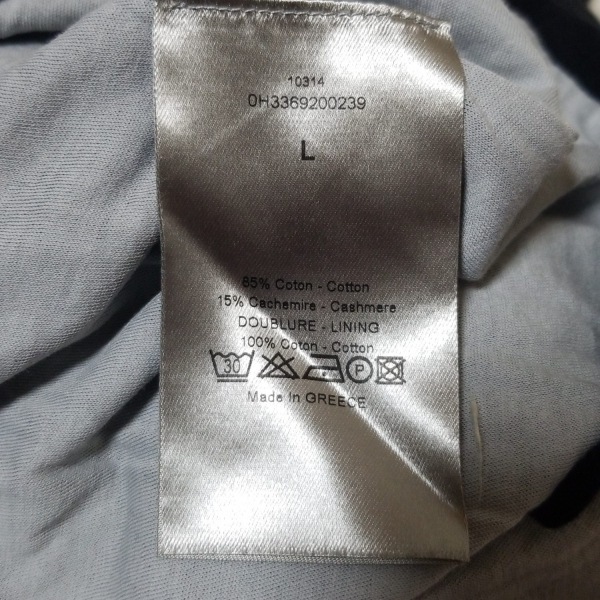 10314
0H3369200239
L
85% Coton - Cotton
15% Cachemire - Cashmere
DOUBLURE - LINING
100% Coton - Cotton
30 P
Made In GREECE